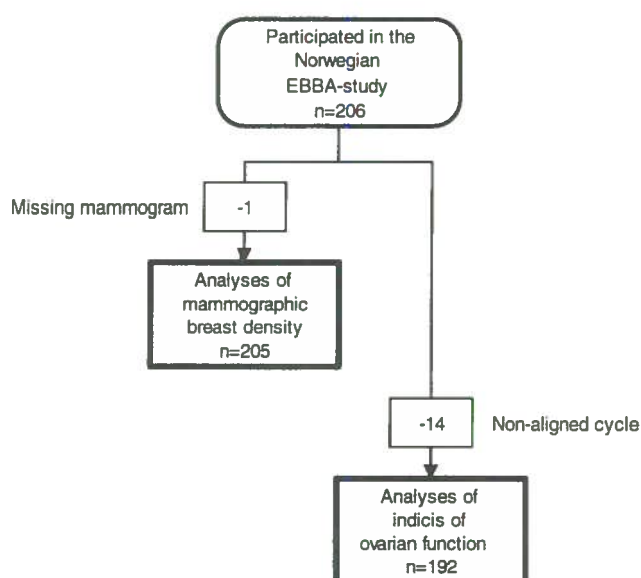 Participated in the
Norwegian
EBBA-study
n=206
Missing mammogram
-1
Analyses of
mammographic
breast density
n=205
-14
Non-aligned cycle
Analyses of
indicis of
ovarian function
n=192